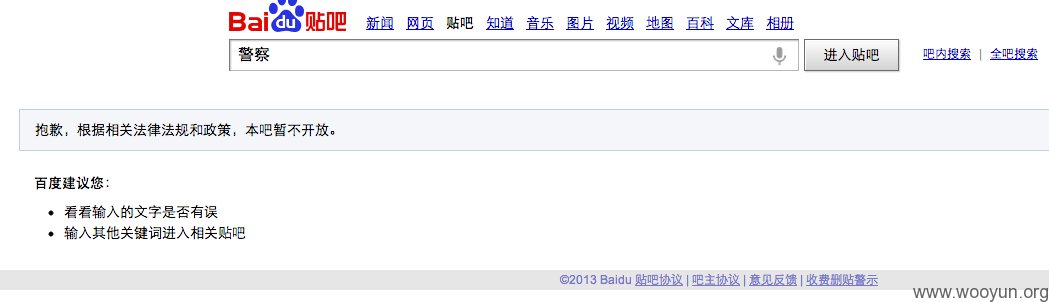 Bai du 贴吧 新闻 网页 贴吧 知道 音乐 图片 视频 地图 百科 文库 相册
警察 进入贴吧 吧内搜索 | 全吧搜索
抱歉，根据相关法律法规和政策，本吧暂不开放。
百度建议您：
• 看看输入的文字是否有误
• 输入其他关键词进入相关贴吧
©2013 Baidu 贴吧协议 | 吧主协议 | 意见反馈 | 收费删贴警示
www.wooyun.org